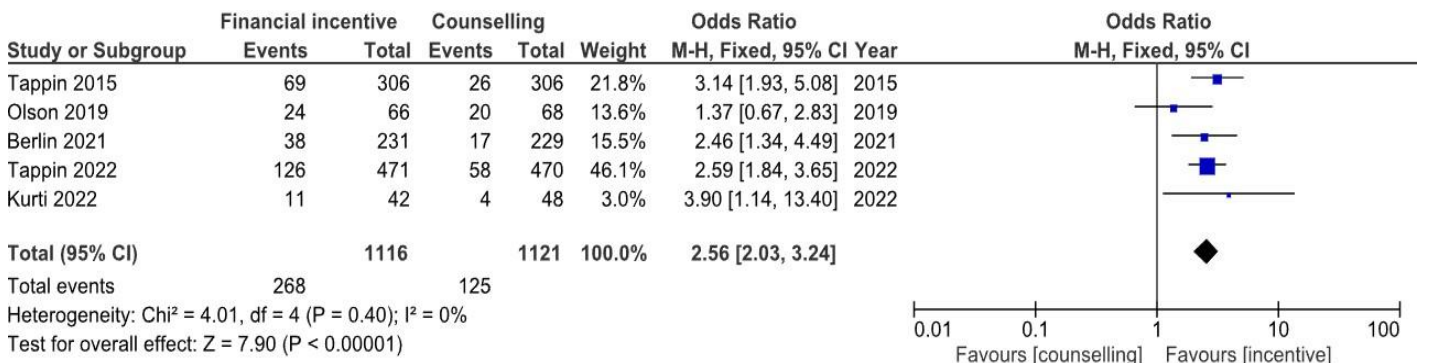 Financial incentive Counselling Odds Ratio Odds Ratio
Study or Subgroup Events Total Events Total Weight M-H, Fixed, 95% CI Year M-H, Fixed, 95% CI
Tappin 2015 69 306 26 306 21.8% 3.14 [1.93, 5.08] 2015
Olson 2019 24 66 20 68 13.6% 1.37 [0.67, 2.83] 2019
Berlin 2021 38 231 17 229 15.5% 2.46 [1.34, 4.49] 2021
Tappin 2022 126 471 58 470 46.1% 2.59 [1.84, 3.65] 2022
Kurti 2022 11 42 4 48 3.0% 3.90 [1.14, 13.40] 2022
Total (95% CI) 1116 1121 100.0% 2.56 [2.03, 3.24]
Total events 268 125
Heterogeneity: Chi² = 4.01, df = 4 (P = 0.40); I² = 0%
Test for overall effect: Z = 7.90 (P < 0.00001)
0.01 0.1 1 10 100
Favours [counselling] Favours [incentive]